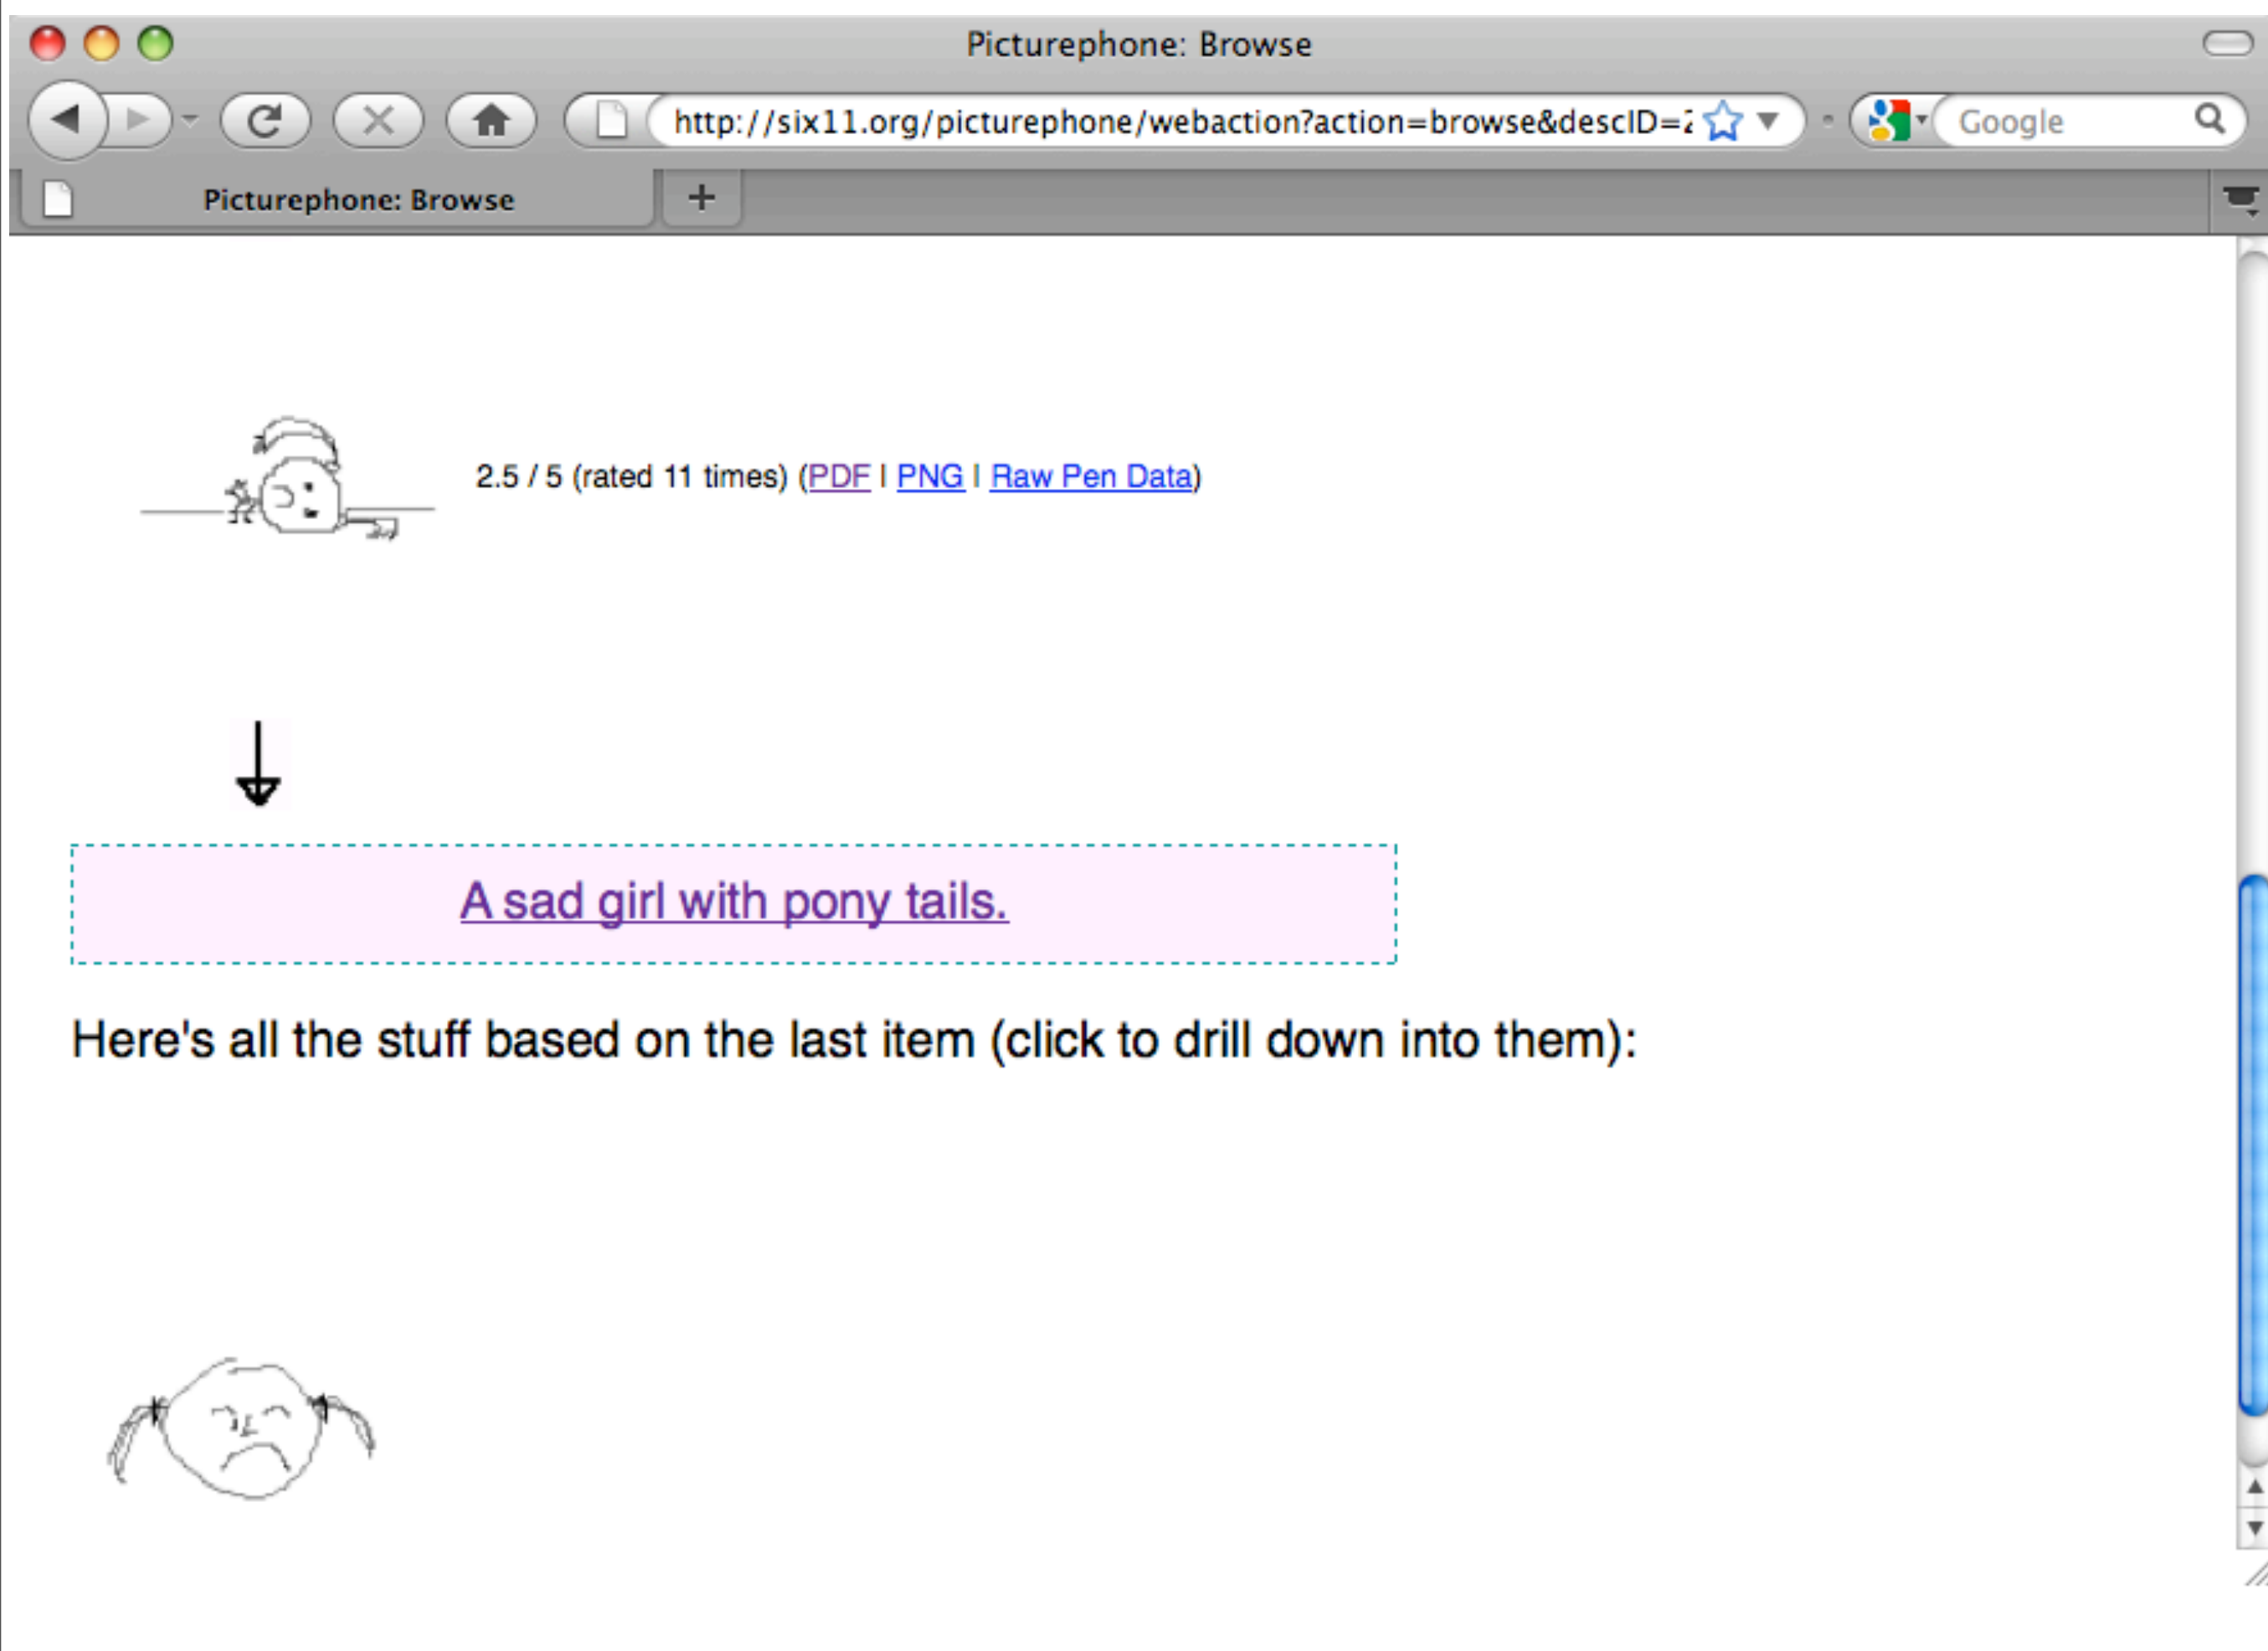 Picturephone: Browse
http://six11.org/picturephone/webaction?action=browse&descID=
Google
Picturephone: Browse
2.5 / 5 (rated 11 times) (PDF | PNG | Raw Pen Data)
A sad girl with pony tails.
Here's all the stuff based on the last item (click to drill down into them):